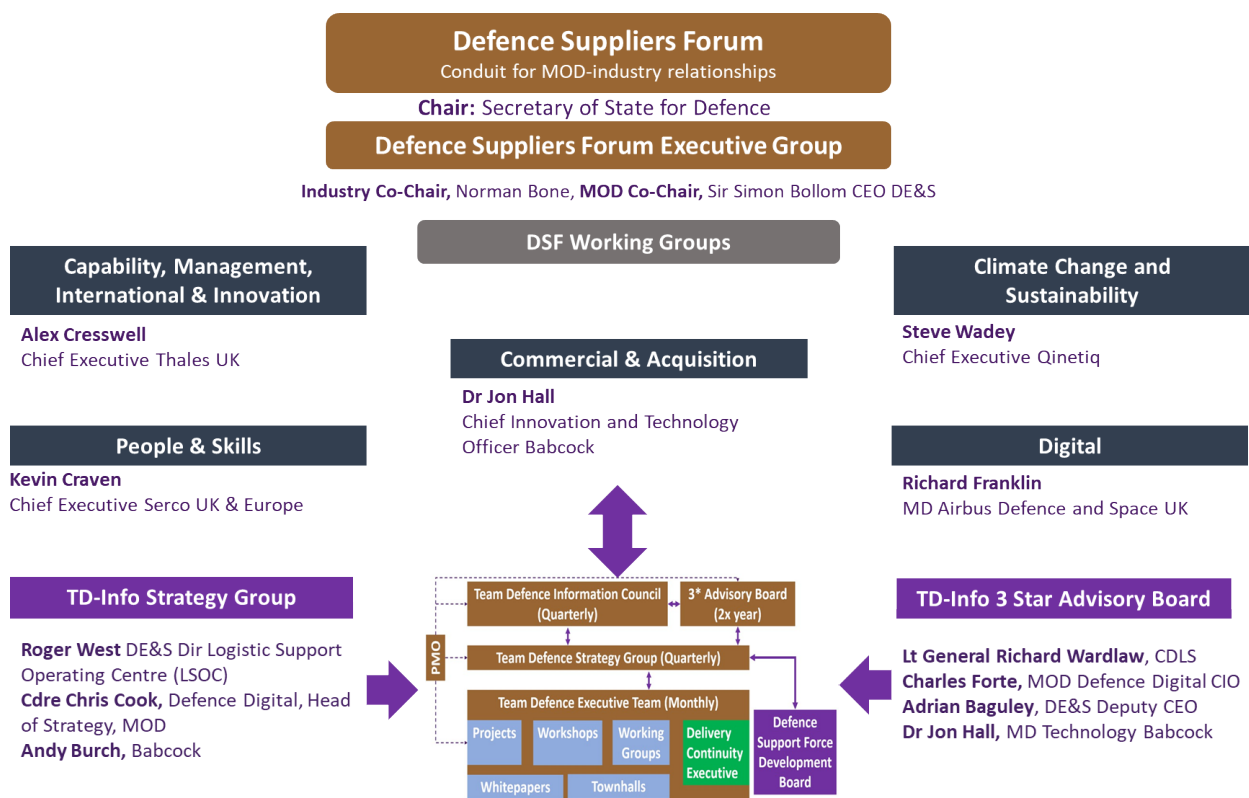 Defence Suppliers Forum
Conduit for MOD-industry relationships
Chair: Secretary of State for Defence
Defence Suppliers Forum Executive Group
Industry Co-Chair, Norman Bone, MOD Co-Chair, Sir Simon Bollom CEO DE&S
DSF Working Groups
Capability, Management,
International & Innovation
Alex Cresswell
Chief Executive Thales UK
Climate Change and
Sustainability
Steve Wadey
Chief Executive Qinetiq
Commercial & Acquisition
Dr Jon Hall
Chief Innovation and Technology
Officer Babcock
People & Skills
Kevin Craven
Chief Executive Serco UK & Europe
Digital
Richard Franklin
MD Airbus Defence and Space UK
TD-Info Strategy Group
Roger West DE&S Dir Logistic Support
Operating Centre (LSOC)
Cdre Chris Cook, Defence Digital, Head
of Strategy, MOD
Andy Burch, Babcock
Team Defence Information Council
(Quarterly)
3* Advisory Board
(2x year)
PMO
Team Defence Strategy Group (Quarterly)
Team Defence Executive Team (Monthly)
Projects
Workshops
Working
Groups
Delivery
Continuity
Executive
Whitepapers
Townhalls
Defence
Support Force
Development
Board
TD-Info 3 Star Advisory Board
Lt General Richard Wardlaw, CDLS
Charles Forte, MOD Defence Digital CIO
Adrian Baguley, DE&S Deputy CEO
Dr Jon Hall, MD Technology Babcock